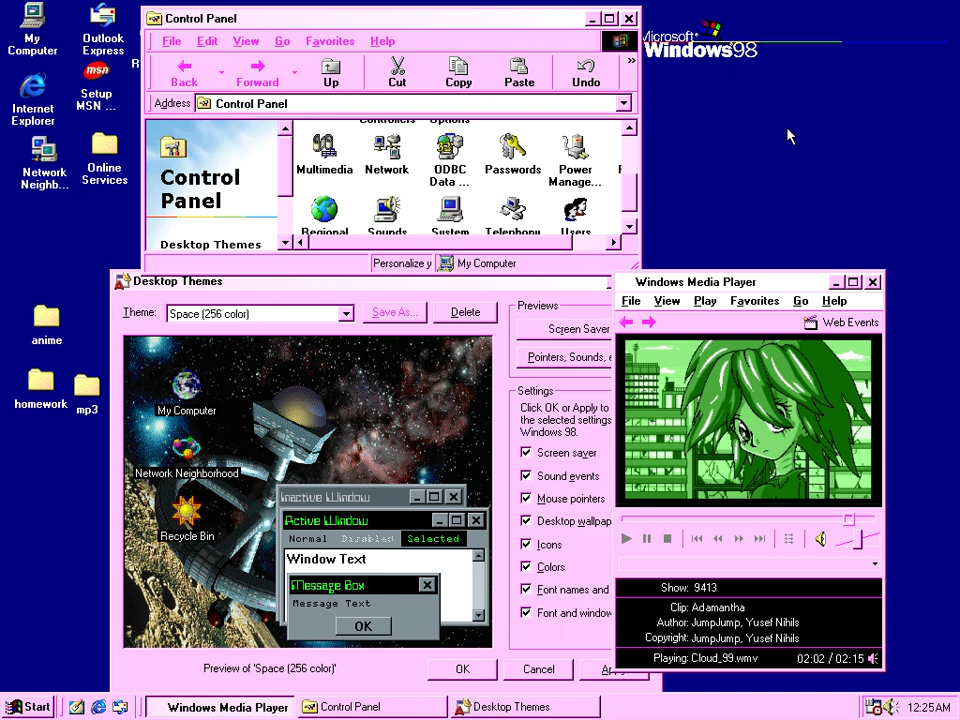 My
Computer
Outlook
Express
R
Internet
Explorer
msn
Setup
MSN ...
Network
Neighb...
Online
Services
anime
homework
mp3
Microsoft
Windows 98
Control Panel
File Edit View Go Favorites Help
Back Forward Up Cut Copy Paste Undo »
Address Control Panel
Control
Panel
Desktop Themes
Controllers Options
Multimedia Network ODBC
Data ... Passwords Power
Manage...
Regional Sounds System Telephony Users
Personalize y My Computer
Desktop Themes
Theme: Space (256 color) Save As... Delete
Previews
Screen Saver
Pointers, Sounds, e
Settings
Click OK or Apply to
the selected settings
Windows 98.
Screen saver
Sound events
Mouse pointers
Desktop wallpap
Icons
Colors
Font names and
Font and window
My Computer
Network Neighborhood
Recycle Bin
Inactive Window
Active Window
Normal Disabled Selected
Window Text
Message Box
Message Text
OK
Preview of 'Space (256 color)'
OK Cancel Apply
Windows Media Player
File View Play Favorites Go Help
Web Events
Show: 9413
Clip: Adamantha
Author: JumpJump, Yusef Nihils
Copyright: JumpJump, Yusef Nihils
Playing: Cloud_99.wmv 02:02 / 02:15
Start Windows Media Player Control Panel Desktop Themes 12:25AM